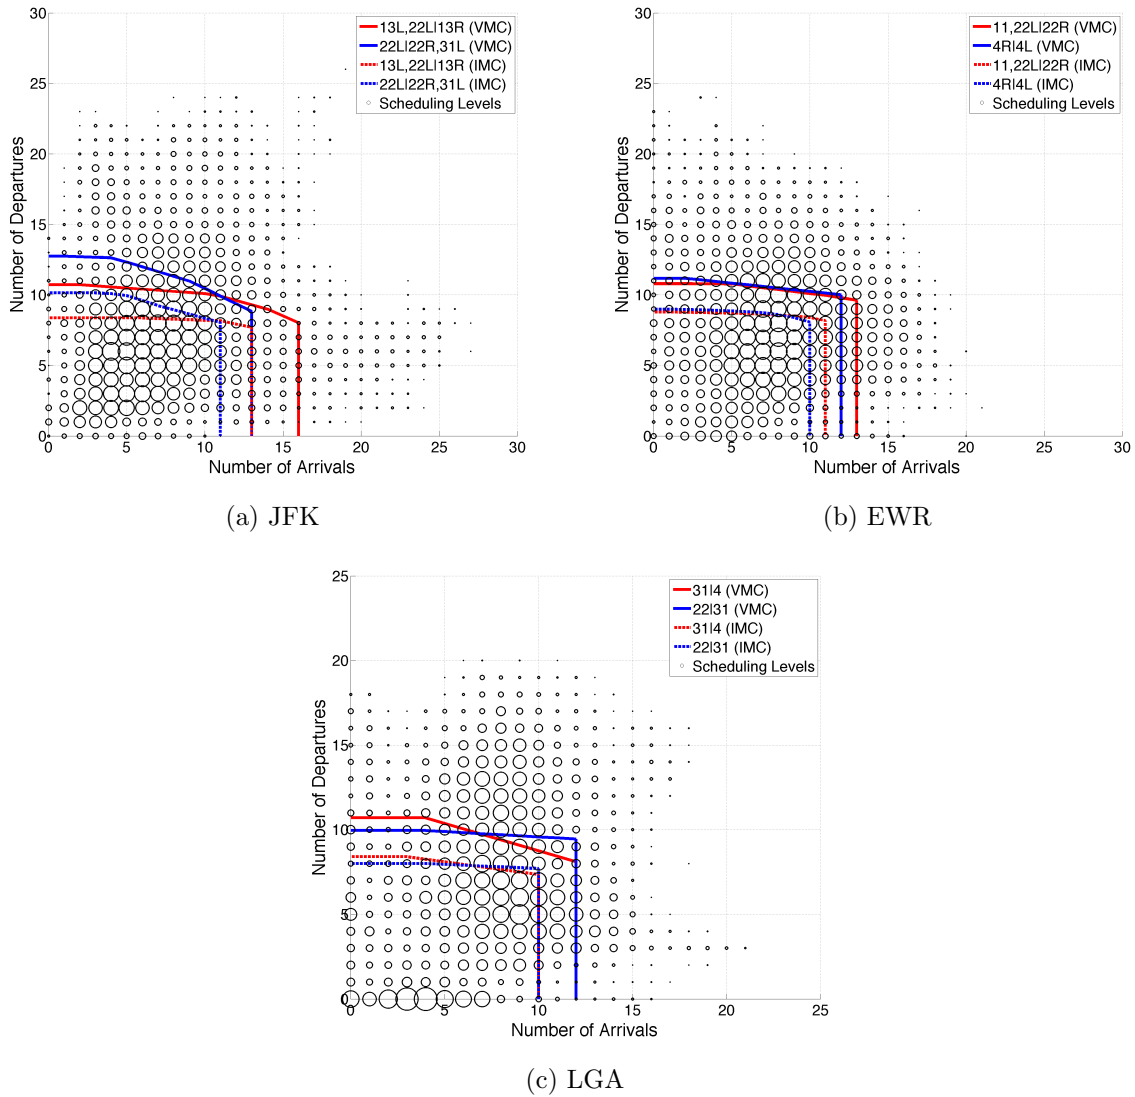 30
25
20
15
10
5
0
0
5
10
15
20
25
30
Number of Departures
Number of Arrivals
13L,22L|13R (VMC)
22L|22R,31L (VMC)
13L,22L|13R (IMC)
22L|22R,31L (IMC)
Scheduling Levels
(a) JFK
30
25
20
15
10
5
0
0
5
10
15
20
25
30
Number of Departures
Number of Arrivals
11,22L|22R (VMC)
4R|4L (VMC)
11,22L|22R (IMC)
4R|4L (IMC)
Scheduling Levels
(b) EWR
25
20
15
10
5
0
0
5
10
15
20
25
Number of Departures
Number of Arrivals
31|4 (VMC)
22|31 (VMC)
31|4 (IMC)
22|31 (IMC)
Scheduling Levels
(c) LGA